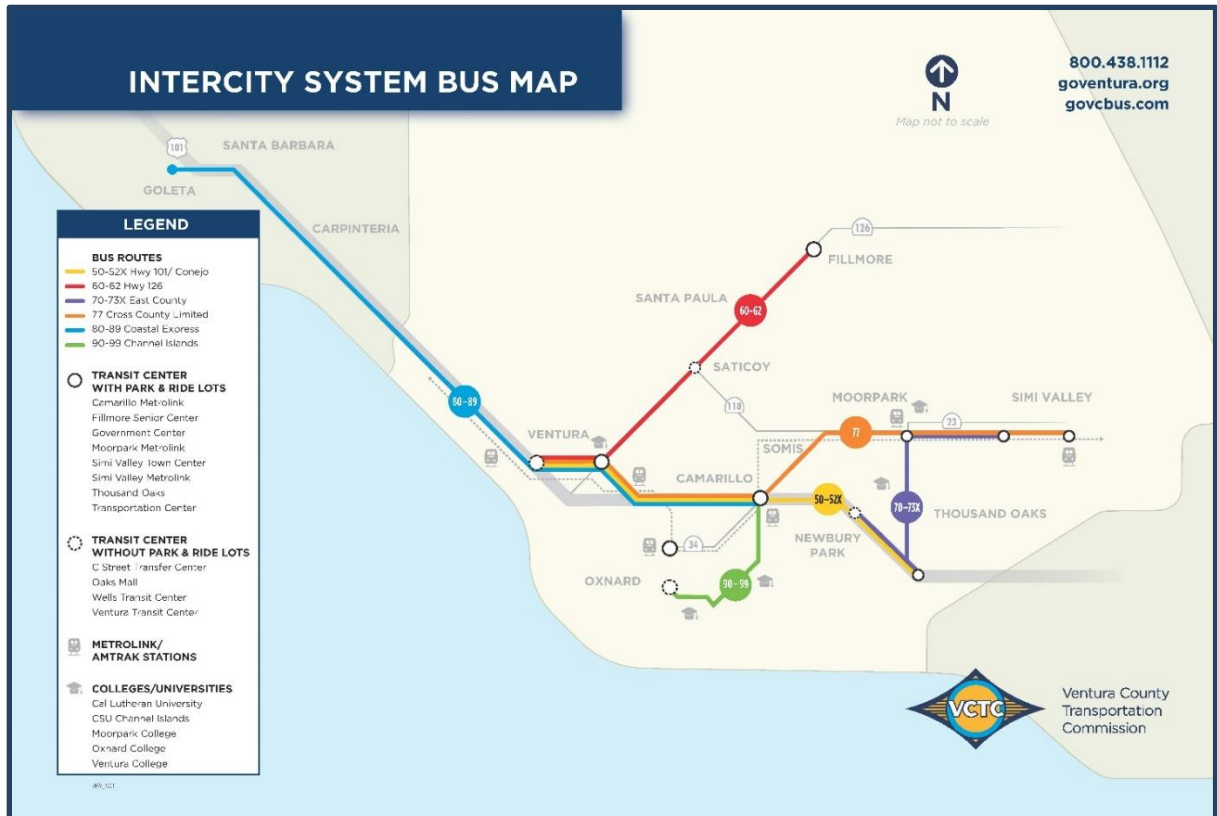 INTERCITY SYSTEM BUS MAP
N
Map not to scale
800.438.1112
goventura.org
govcbus.com
101
SANTA BARBARA
GOLETA
CARPINTERIA
LEGEND
BUS ROUTES
50-52X Hwy 101/ Conejo
60-62 Hwy 126
70-73X East County
77 Cross County Limited
80-89 Coastal Express
90-99 Channel Islands
TRANSIT CENTER
WITH PARK & RIDE LOTS
Camarillo Metrolink
Fillmore Senior Center
Government Center
Moorpark Metrolink
Simi Valley Town Center
Simi Valley Metrolink
Thousand Oaks
Transportation Center
TRANSIT CENTER
WITHOUT PARK & RIDE LOTS
C Street Transfer Center
Oaks Mall
Wells Transit Center
Ventura Transit Center
METROLINK/
AMTRAK STATIONS
COLLEGES/UNIVERSITIES
Cal Lutheran University
CSU Channel Islands
Moorpark College
Oxnard College
Ventura College
126
FILLMORE
SANTA PAULA
60-62
SATICOY
118
MOORPARK
SIMI VALLEY
80-89
VENTURA
77
23
SOMIS
CAMARILLO
50-52X
70-73X
THOUSAND OAKS
NEWBURY
PARK
34
OXNARD
90-99
VCTC
Ventura County
Transportation
Commission